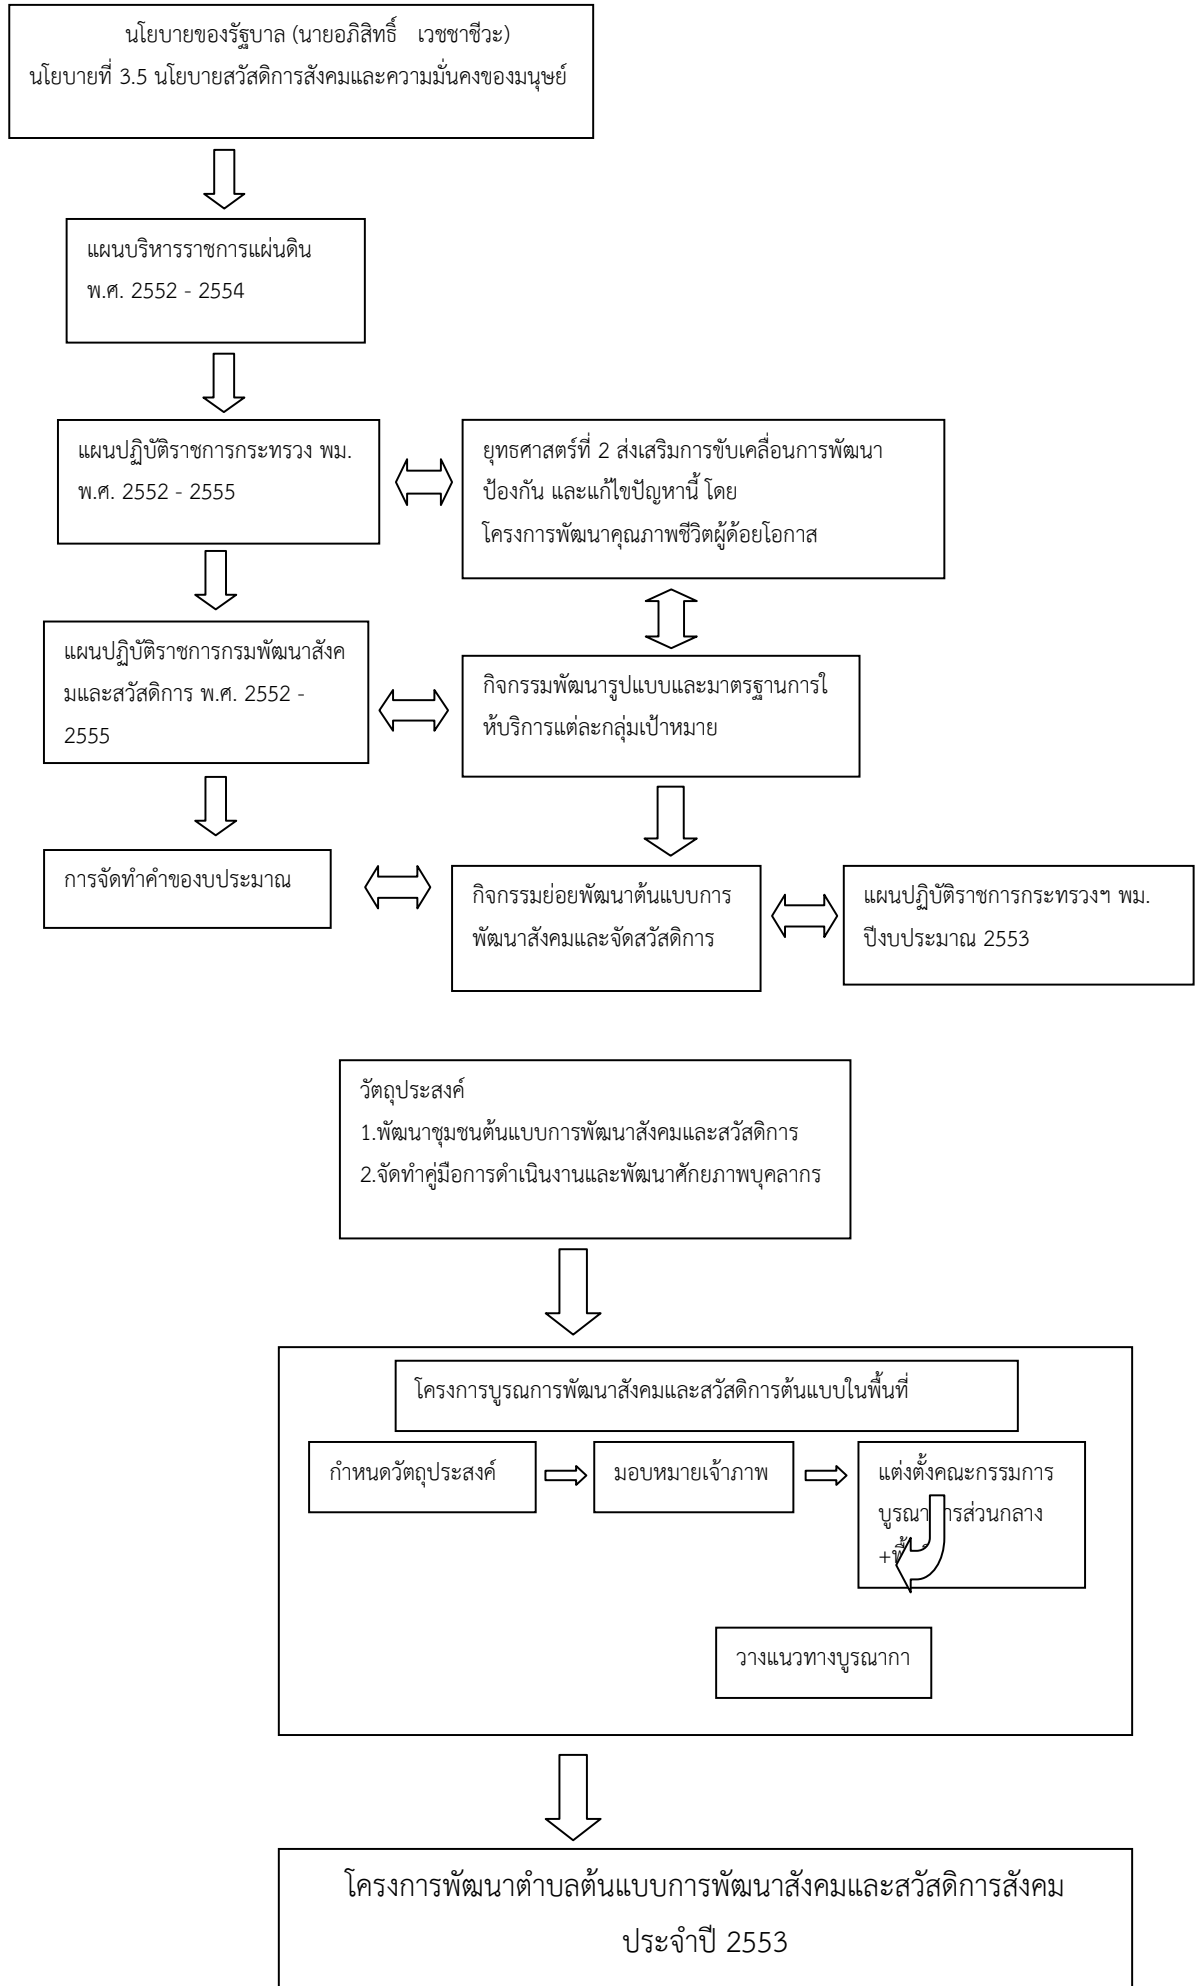 นโยบายของรัฐบาล (นายอภิสิทธิ์ เวชชาชีวะ)
นโยบายที่ 3.5 นโยบายสวัสดิการสังคมและความมั่นคงของมนุษย์
แผนบริหารราชการแผ่นดิน
พ.ศ. 2552 - 2554
แผนปฏิบัติราชการกระทรวง พม.
พ.ศ. 2552 - 2555
ยุทธศาสตร์ที่ 2 ส่งเสริมการขับเคลื่อนการพัฒนา
ป้องกัน และแก้ไขปัญหานี้ โดย
โครงการพัฒนาคุณภาพชีวิตผู้ด้อยโอกาส
แผนปฏิบัติราชการกรมพัฒนาสังค
มและสวัสดิการ พ.ศ. 2552 -
2555
กิจกรรมพัฒนารูปแบบและมาตรฐานการใ
ห้บริการแต่ละกลุ่มเป้าหมาย
การจัดทำคำของบประมาณ
กิจกรรมย่อยพัฒนาต้นแบบการ
พัฒนาสังคมและจัดสวัสดิการ
แผนปฏิบัติราชการกระทรวงฯ พม.
ปีงบประมาณ 2553
วัตถุประสงค์
1.พัฒนาชุมชนต้นแบบการพัฒนาสังคมและสวัสดิการ
2.จัดทำคู่มือการดำเนินงานและพัฒนาศักยภาพบุคลากร
โครงการบูรณการพัฒนาสังคมและสวัสดิการต้นแบบในพื้นที่
กำหนดวัตถุประสงค์
มอบหมายเจ้าภาพ
แต่งตั้งคณะกรรมการ
วางแนวทางบูรณากา
โครงการพัฒนาตำบลต้นแบบการพัฒนาสังคมและสวัสดิการสังคม
ประจำปี 2553